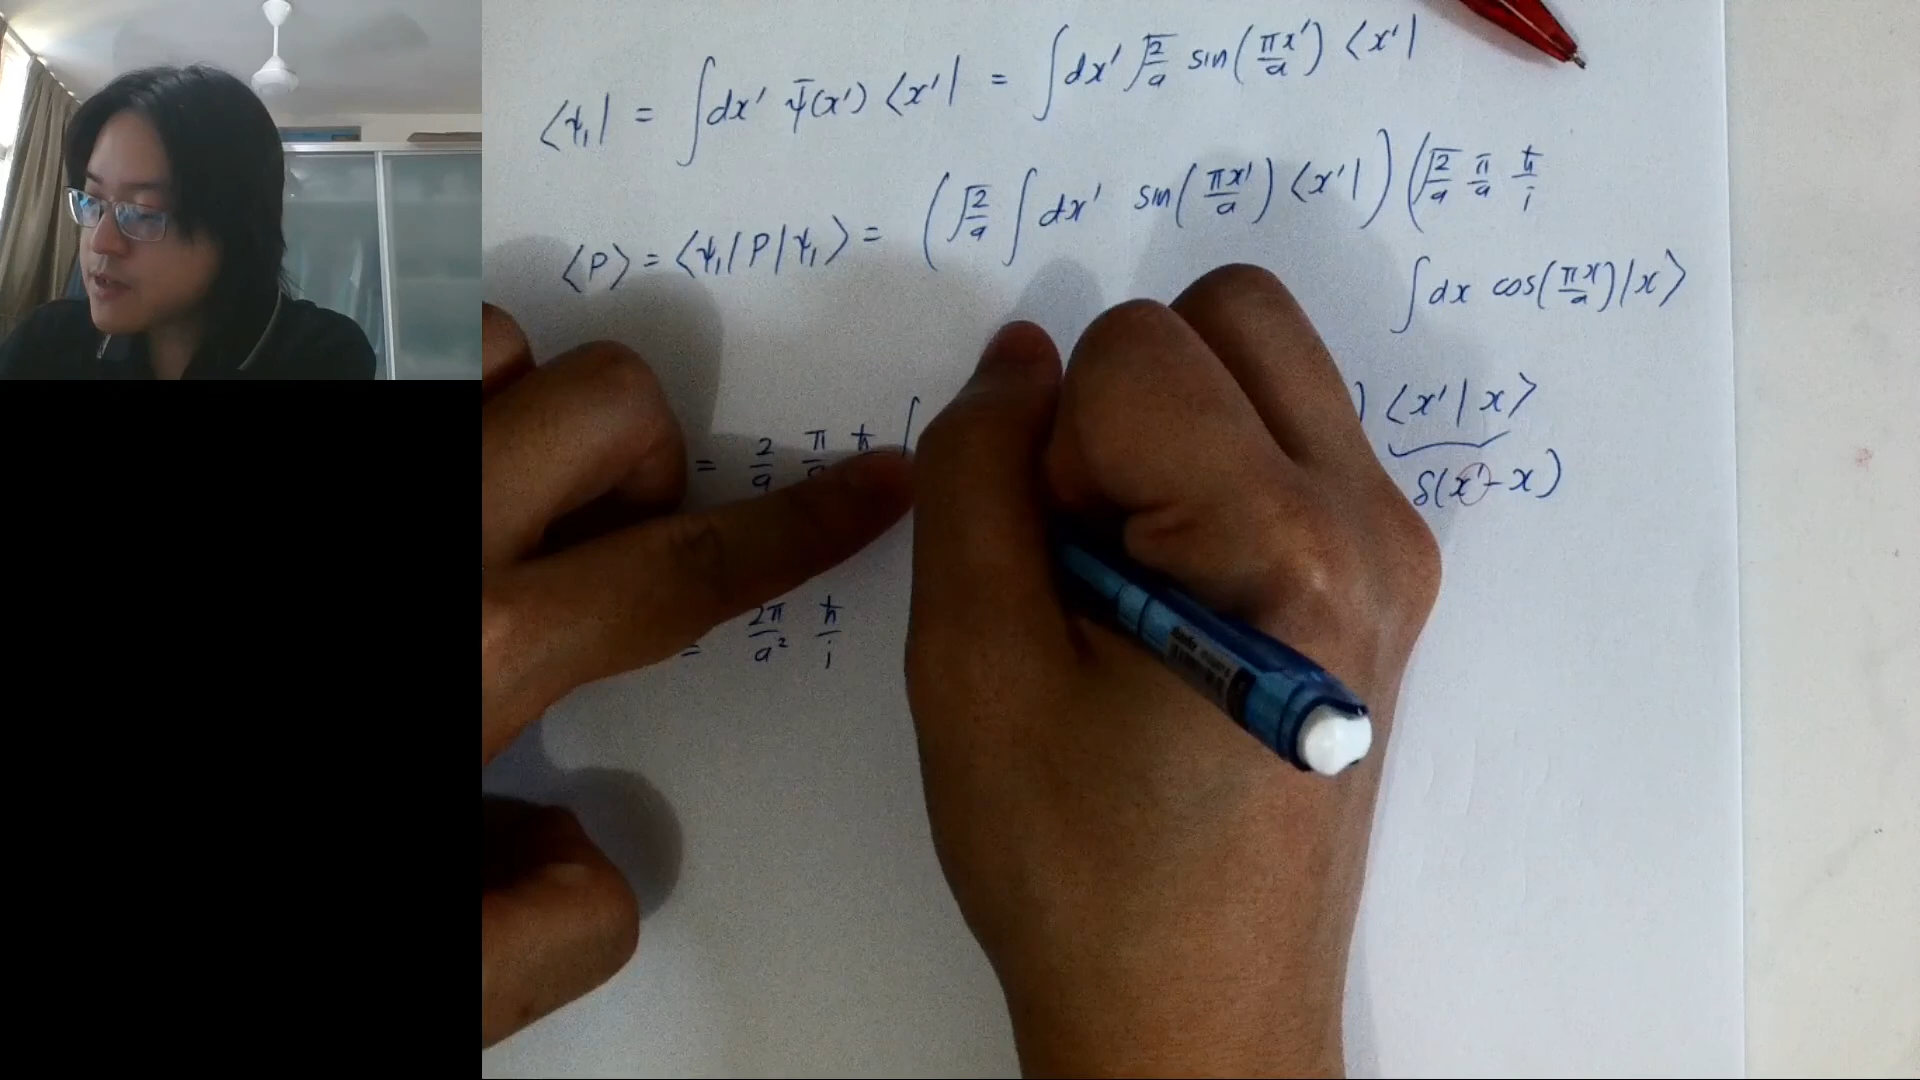 ⟨ψ₁| = ∫dx' ψ̄(x') ⟨x'| = ∫dx' √(2/a) sin(πx'/a) ⟨x'|
⟨P⟩ = ⟨ψ₁|P|ψ₁⟩ = (√(2/a) ∫dx' sin(πx'/a) ⟨x'|) (√(2/a) π/a ħ/i
∫dx cos(πx/a)|x⟩
= 2/a π/a ħ ∫ ) ⟨x'|x⟩
δ(x'-x)
= 2π/a² ħ/i